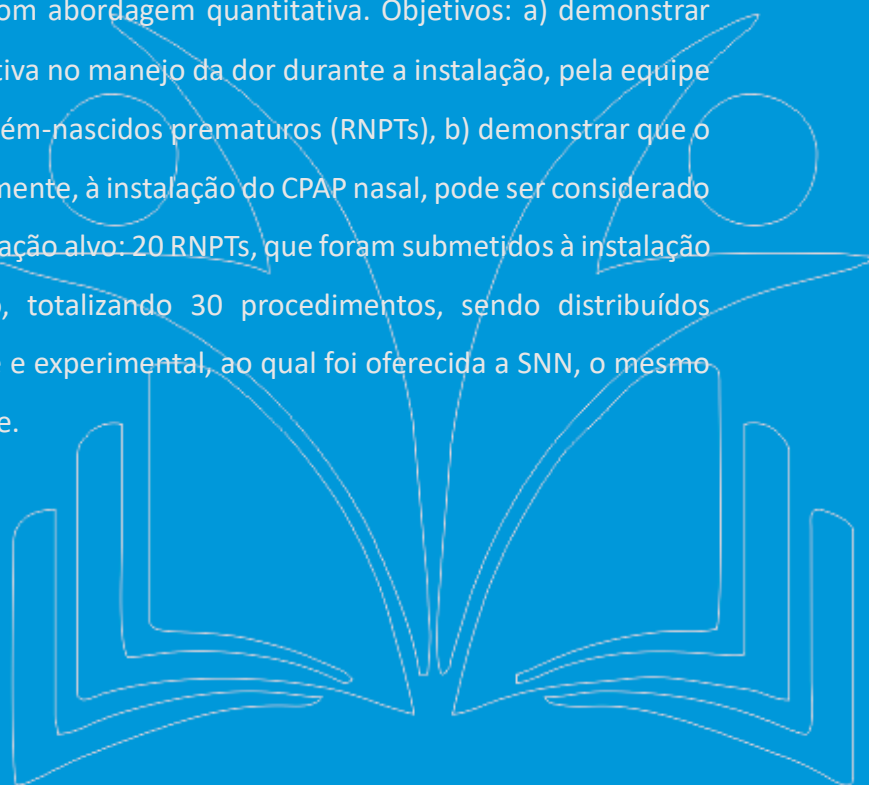 om abordagem quantitativa. Objetivos: a) demonstrar
tiva no manejo da dor durante a instalação, pela equipe
ém-nascidos prematuros (RNPTs), b) demonstrar que o
mente, à instalação do CPAP nasal, pode ser considerado
ação alvo: 20 RNPTs, que foram submetidos à instalação
, totalizando 30 procedimentos, sendo distribuídos
e experimental, ao qual foi oferecida a SNN, o mesmo
e.